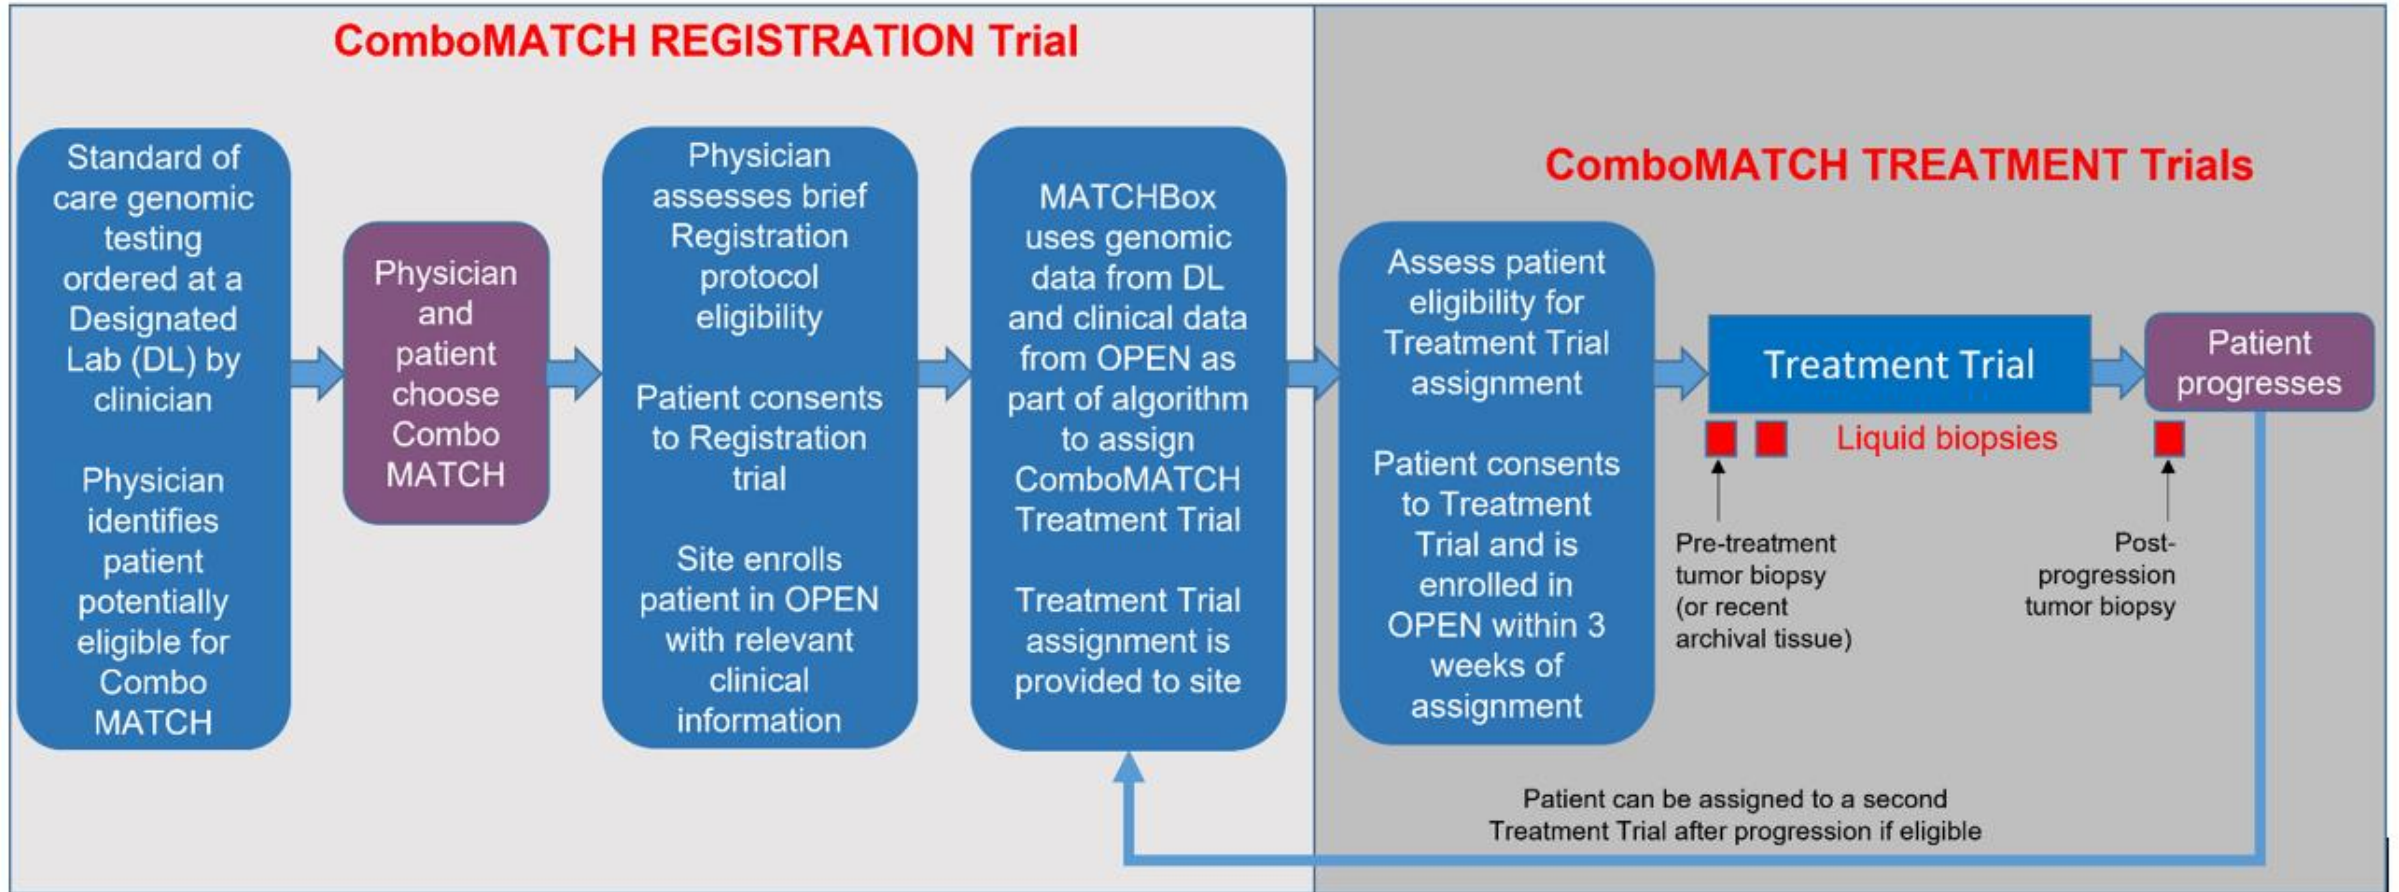 ComboMATCH REGISTRATION Trial
Standard of
care genomic
testing
ordered at a
Designated
Lab (DL) by
clinician
Physician
identifies
patient
potentially
eligible for
Combo
MATCH
Physician
and
patient
choose
Combo
MATCH
Physician
assesses brief
Registration
protocol
eligibility
Patient consents
to Registration
trial
Site enrolls
patient in OPEN
with relevant
clinical
information
MATCHBox
uses genomic
data from DL
and clinical data
from OPEN as
part of algorithm
to assign
ComboMATCH
Treatment Trial
Treatment Trial
assignment is
provided to site
ComboMATCH TREATMENT Trials
Assess patient
eligibility for
Treatment Trial
assignment
Patient consents
to Treatment
Trial and is
enrolled in
OPEN within 3
weeks of
assignment
Treatment Trial
Liquid biopsies
Pre-treatment
tumor biopsy
(or recent
archival tissue)
Patient
progresses
Post-
progression
tumor biopsy
Patient can be assigned to a second
Treatment Trial after progression if eligible